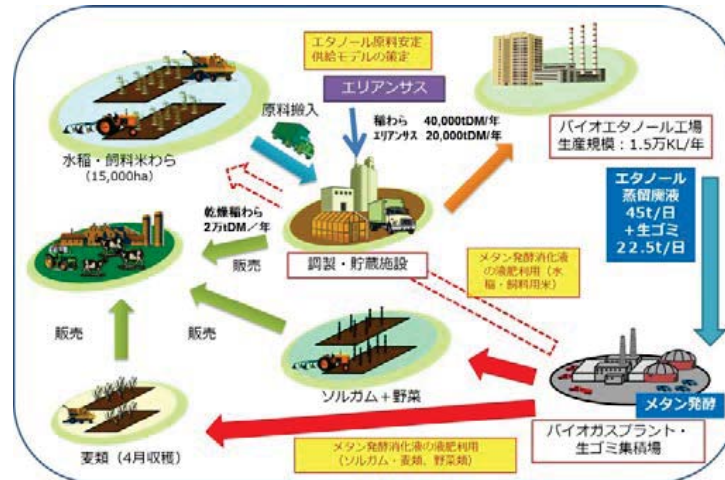 エタノール原料安定
供給モデルの策定
エリアンサス
原料搬入
稲わら 40,000tDM/年
エリアンサス 20,000tDM/年
水稲・飼料米わら
(15,000ha)
バイオエタノール工場
生産規模:1.5万KL/年
エタノール
蒸留廃液
45t/日
+生ゴミ
22.5t/日
乾燥稲わら
2万tDM/年
販売
調製・貯蔵施設
メタン発酵消化液
の液肥利用(水
稲・飼料用米)
販売
販売
ソルガム+野菜
メタン発酵
バイオガスプラント・
生ゴミ集積場
麦類(4月収穫)
メタン発酵消化液の液肥利用
(ソルガム・麦類、野菜類)